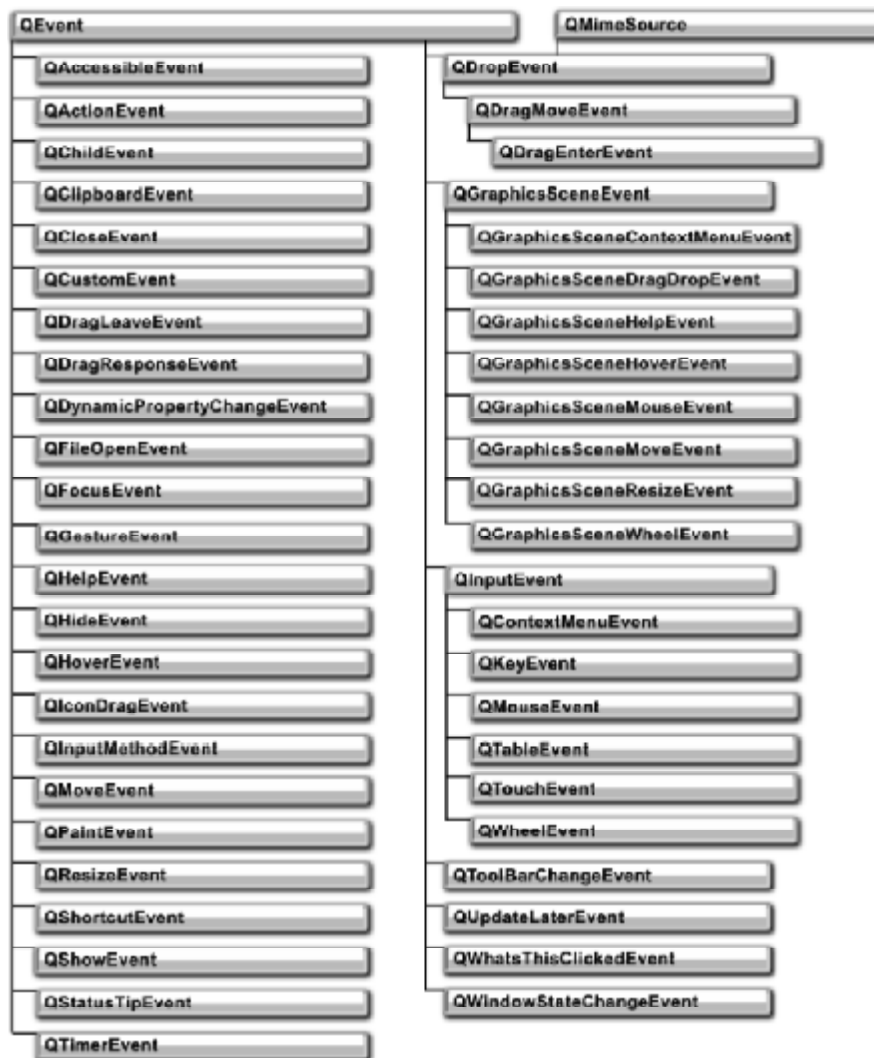 QEvent
QMimeSource
QAccessibleEvent
QActionEvent
QChildEvent
QClipboardEvent
QCloseEvent
QCustomEvent
QDragLeaveEvent
QDragResponseEvent
QDynamicPropertyChangeEvent
QFileOpenEvent
QFocusEvent
QGestureEvent
QHelpEvent
QHideEvent
QHoverEvent
QIconDragEvent
QInputMethodEvent
QMoveEvent
QPaintEvent
QResizeEvent
QShortcutEvent
QShowEvent
QStatusTipEvent
QTimerEvent
QDropEvent
QDragMoveEvent
QDragEnterEvent
QGraphicsSceneEvent
QGraphicsSceneContextMenuEvent
QGraphicsSceneDragDropEvent
QGraphicsSceneHelpEvent
QGraphicsSceneHoverEvent
QGraphicsSceneMouseEvent
QGraphicsSceneMoveEvent
QGraphicsSceneResizeEvent
QGraphicsSceneWheelEvent
QInputEvent
QContextMenuEvent
QKeyEvent
QMouseEvent
QTableEvent
QTouchEvent
QWheelEvent
QToolBarChangeEvent
QUpdateLaterEvent
QWhatsThisClickedEvent
QWindowStateChangeEvent